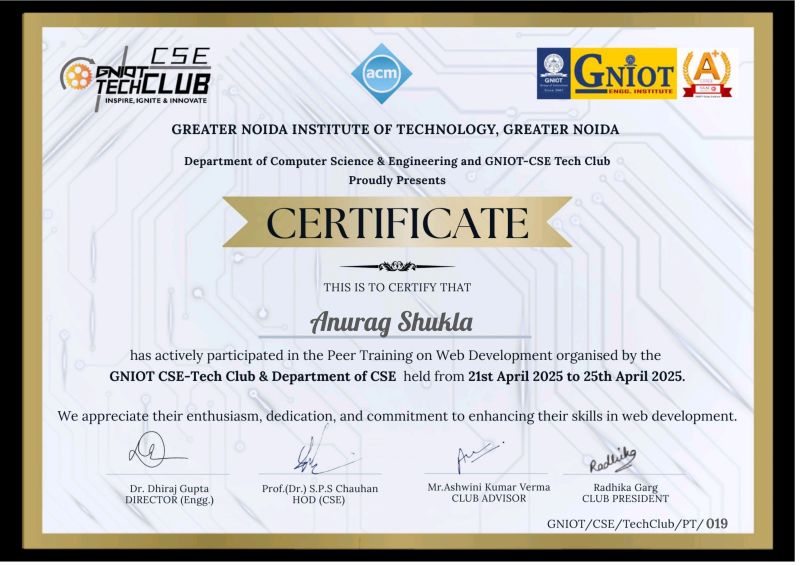 CSE
GNIOT
TECHCLUB
INSPIRE, IGNITE & INNOVATE
acm
GNIOT
GNIOT
ENGG. INSTITUTE
A+
NAAC
GREATER NOIDA INSTITUTE OF TECHNOLOGY, GREATER NOIDA
Department of Computer Science & Engineering and GNIOT-CSE Tech Club
Proudly Presents
CERTIFICATE
THIS IS TO CERTIFY THAT
Anurag Shukla
has actively participated in the Peer Training on Web Development organised by the
GNIOT CSE-Tech Club & Department of CSE held from 21st April 2025 to 25th April 2025.
We appreciate their enthusiasm, dedication, and commitment to enhancing their skills in web development.
Radhika
Dr. Dhiraj Gupta
DIRECTOR (Engg.)
Prof.(Dr.) S.P.S Chauhan
HOD (CSE)
Mr.Ashwini Kumar Verma
CLUB ADVISOR
Radhika Garg
CLUB PRESIDENT
GNIOT/CSE/TechClub/PT/ 019